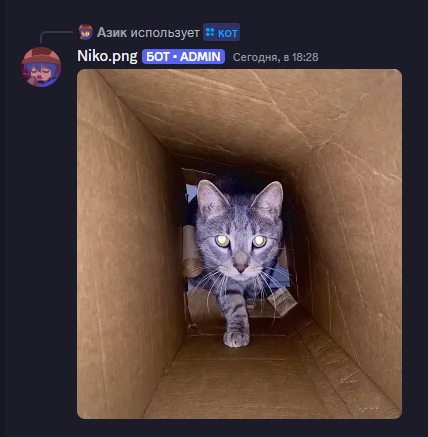 Азик использует кот
Niko.png БОТ • ADMIN Сегодня, в 18:28